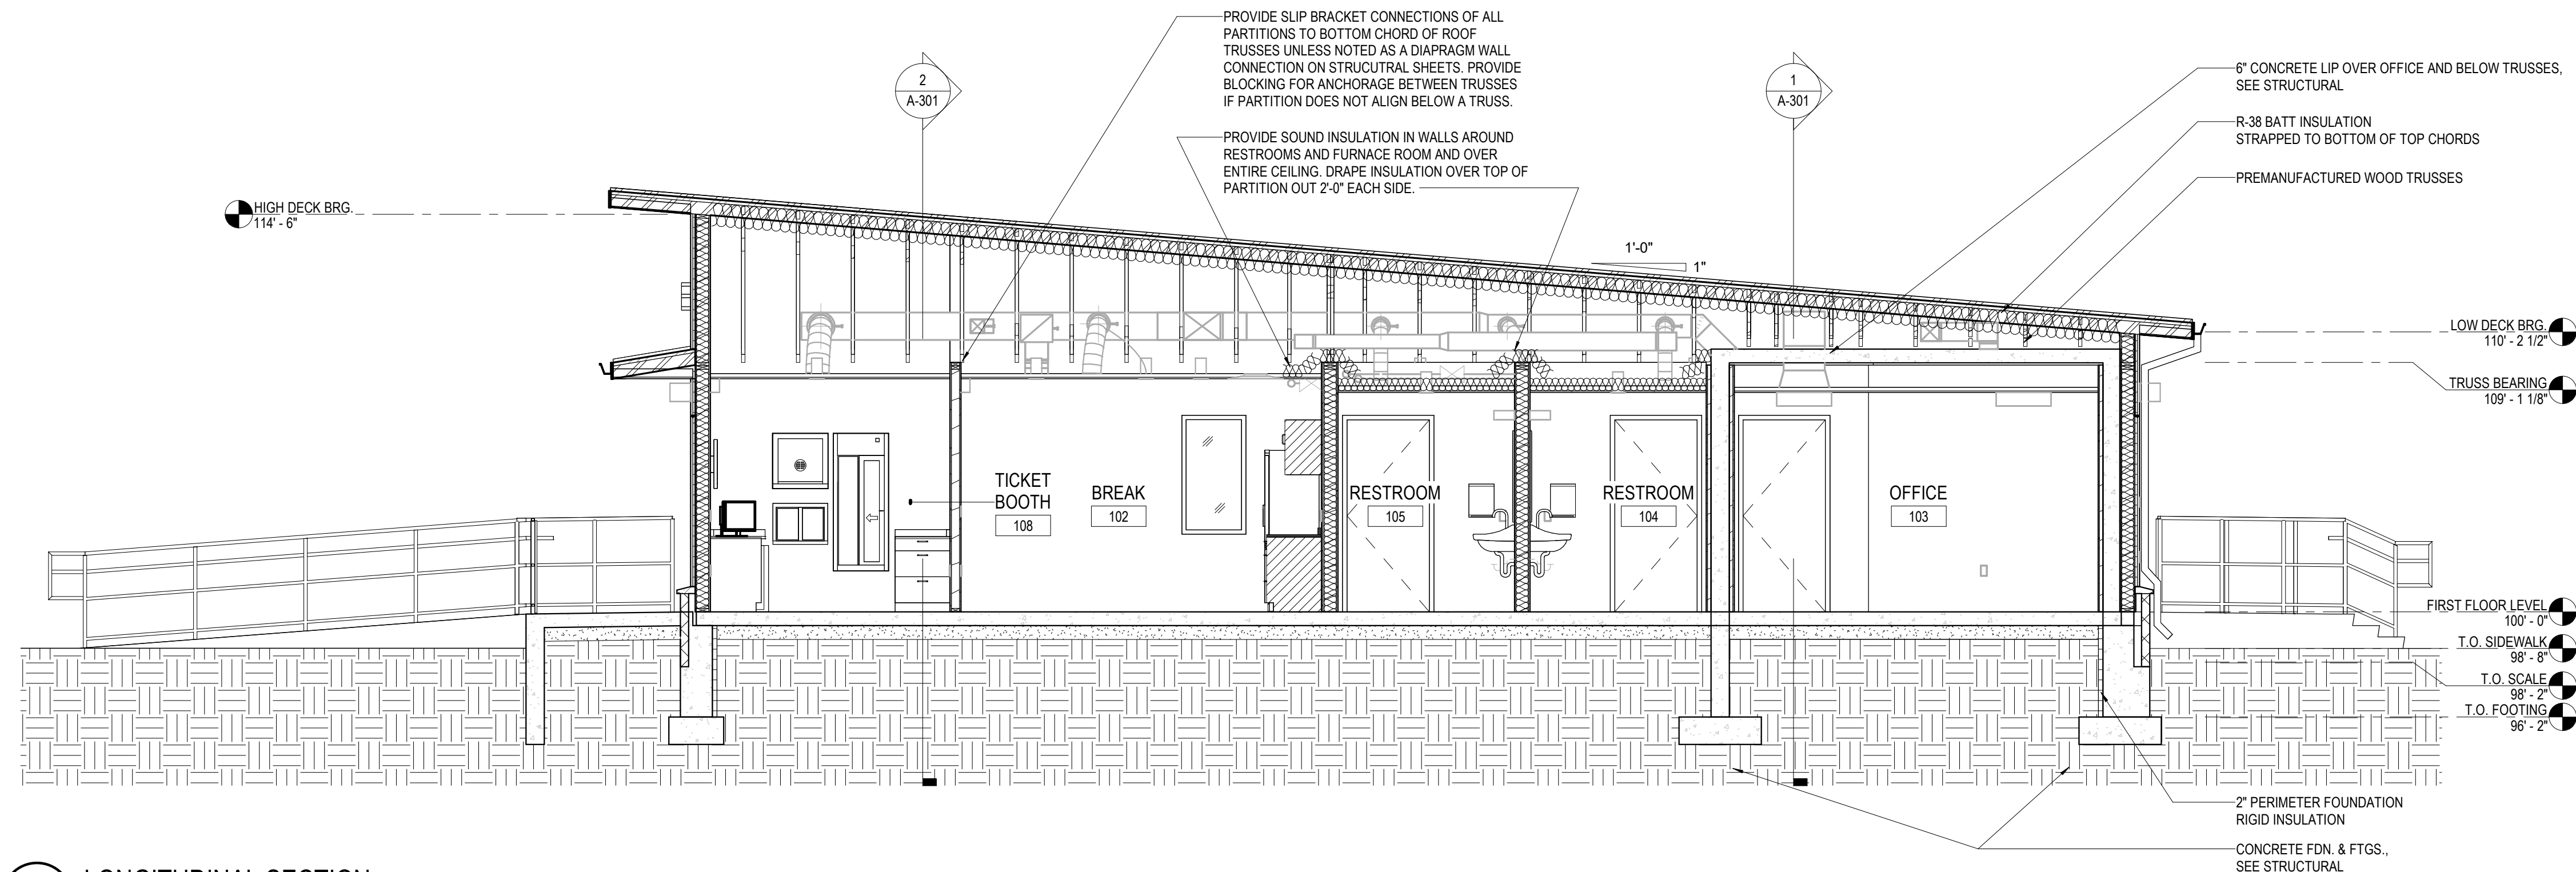 PROVIDE SLIP BRACKET CONNECTIONS OF ALL
PARTITIONS TO BOTTOM CHORD OF ROOF
TRUSSES UNLESS NOTED AS A DIAPRAGM WALL
CONNECTION ON STRUCUTRAL SHEETS. PROVIDE
BLOCKING FOR ANCHORAGE BETWEEN TRUSSES
IF PARTITION DOES NOT ALIGN BELOW A TRUSS.
2
A-301
1
A-301
6" CONCRETE LIP OVER OFFICE AND BELOW TRUSSES,
SEE STRUCTURAL
R-38 BATT INSULATION
STRAPPED TO BOTTOM OF TOP CHORDS
PROVIDE SOUND INSULATION IN WALLS AROUND
RESTROOMS AND FURNACE ROOM AND OVER
ENTIRE CEILING. DRAPE INSULATION OVER TOP OF
PARTITION OUT 2'-0" EACH SIDE.
PREMANUFACTURED WOOD TRUSSES
HIGH DECK BRG.
114' - 6"
1'-0"
1"
LOW DECK BRG.
110' - 2 1/2"
TRUSS BEARING
109' - 1 1/8"
TICKET
BOOTH
108
BREAK
102
RESTROOM
105
RESTROOM
104
OFFICE
103
FIRST FLOOR LEVEL
100' - 0"
T.O. SIDEWALK
98' - 8"
T.O. SCALE
98' - 2"
T.O. FOOTING
96' - 2"
2" PERIMETER FOUNDATION
RIGID INSULATION
CONCRETE FDN. & FTGS.,
SEE STRUCTURAL
LONGITUDINAL SECTION